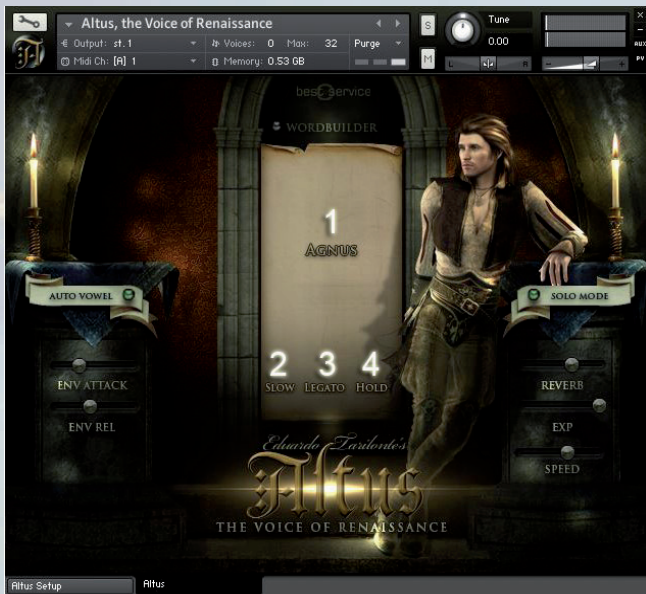 Altus, the Voice of Renaissance
S
Tune
0.00
Output: st.1
Voices: 0 Max: 32
Purge
Midi Ch: [A] 1
Memory: 0.53 GB
M
L
R
AUX
PV
best service
WORDBUILDER
1
AGNUS
AUTO VOWEL
SOLO MODE
2 3 4
SLOW LEGATO HOLD
ENV ATTACK
ENV REL
REVERB
EXP
SPEED
Eduardo Tarilonte's
Altus
THE VOICE OF RENAISSANCE
Altus Setup
Altus